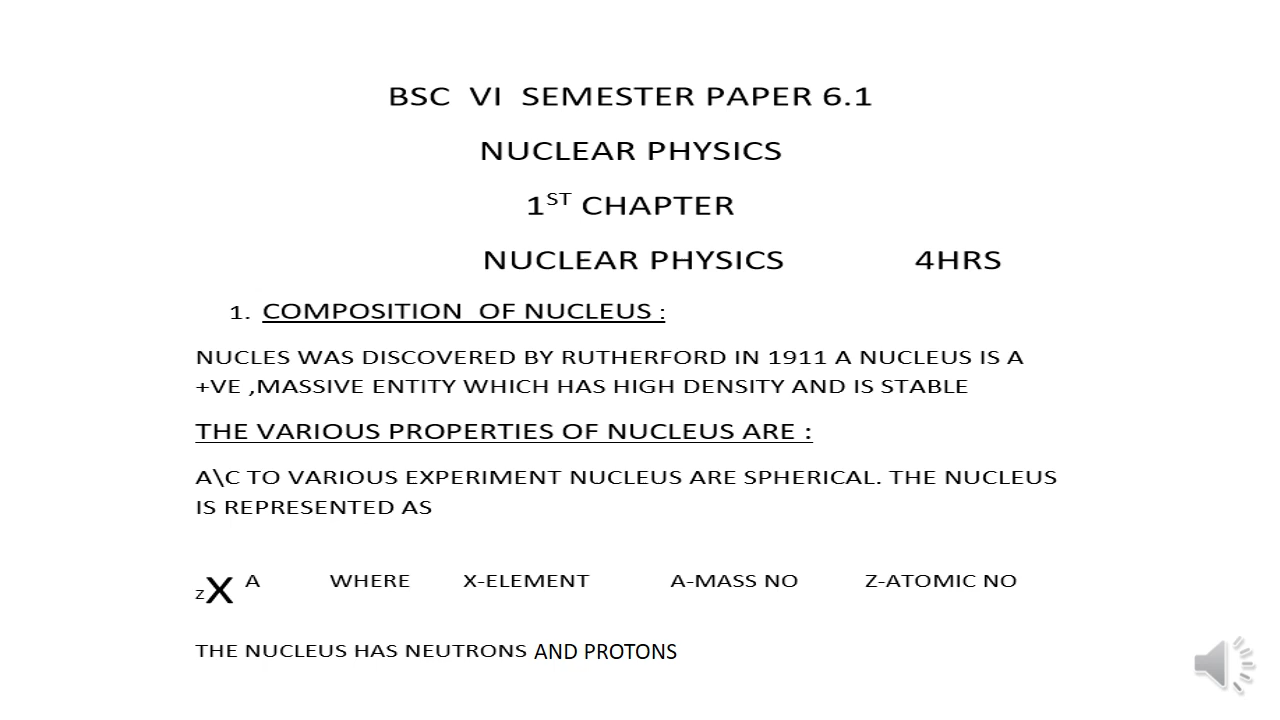 BSC VI SEMESTER PAPER 6.1
NUCLEAR PHYSICS
1ST CHAPTER
NUCLEAR PHYSICS 4HRS
1. COMPOSITION OF NUCLEUS :
NUCLES WAS DISCOVERED BY RUTHERFORD IN 1911 A NUCLEUS IS A
+VE ,MASSIVE ENTITY WHICH HAS HIGH DENSITY AND IS STABLE
THE VARIOUS PROPERTIES OF NUCLEUS ARE :
A\C TO VARIOUS EXPERIMENT NUCLEUS ARE SPHERICAL. THE NUCLEUS
IS REPRESENTED AS
zX A WHERE X-ELEMENT A-MASS NO Z-ATOMIC NO
THE NUCLEUS HAS NEUTRONS AND PROTONS